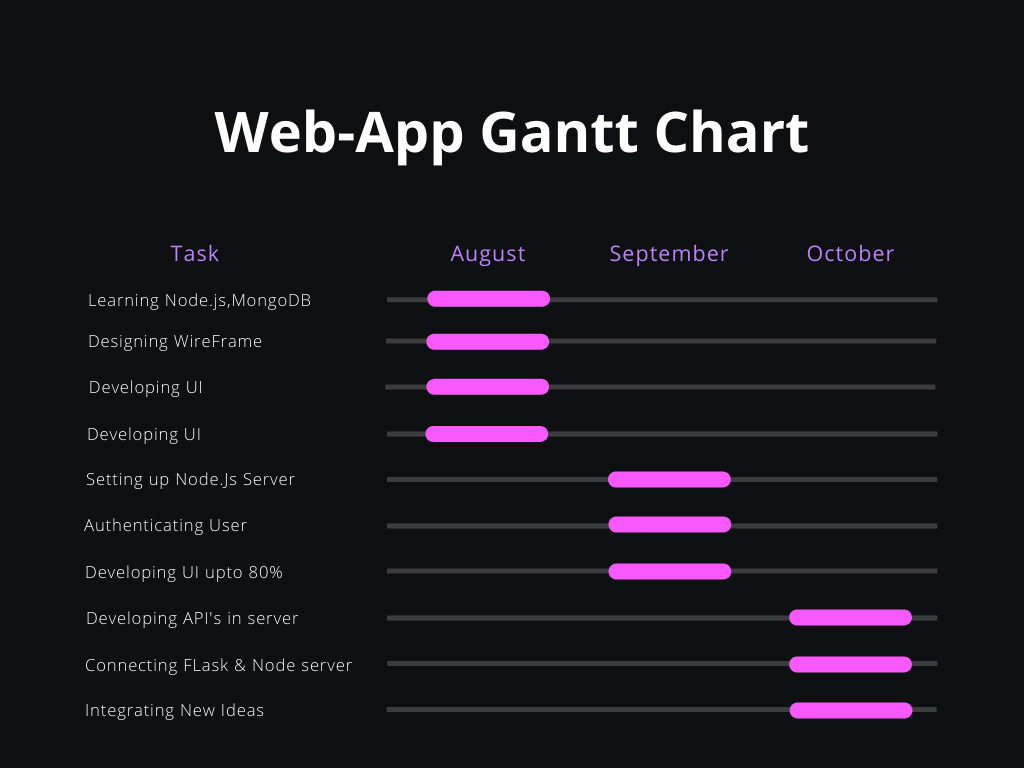 Web-App Gantt Chart
Task August September October
Learning Node.js,MongoDB
Designing WireFrame
Developing UI
Developing UI
Setting up Node.Js Server
Authenticating User
Developing UI upto 80%
Developing API's in server
Connecting FLask & Node server
Integrating New Ideas